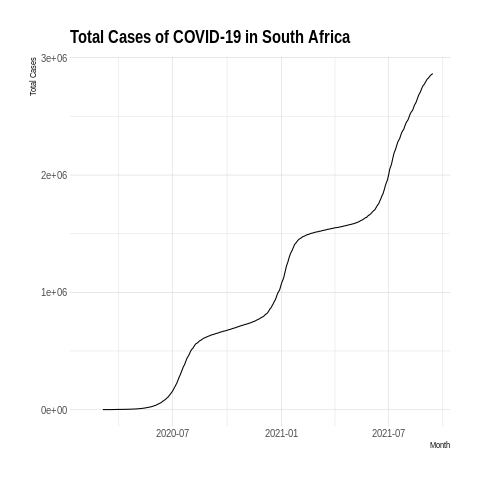 Total Cases of COVID-19 in South Africa
Total Cases
3e+06
2e+06
1e+06
0e+00
2020-07 2021-01 2021-07
Month